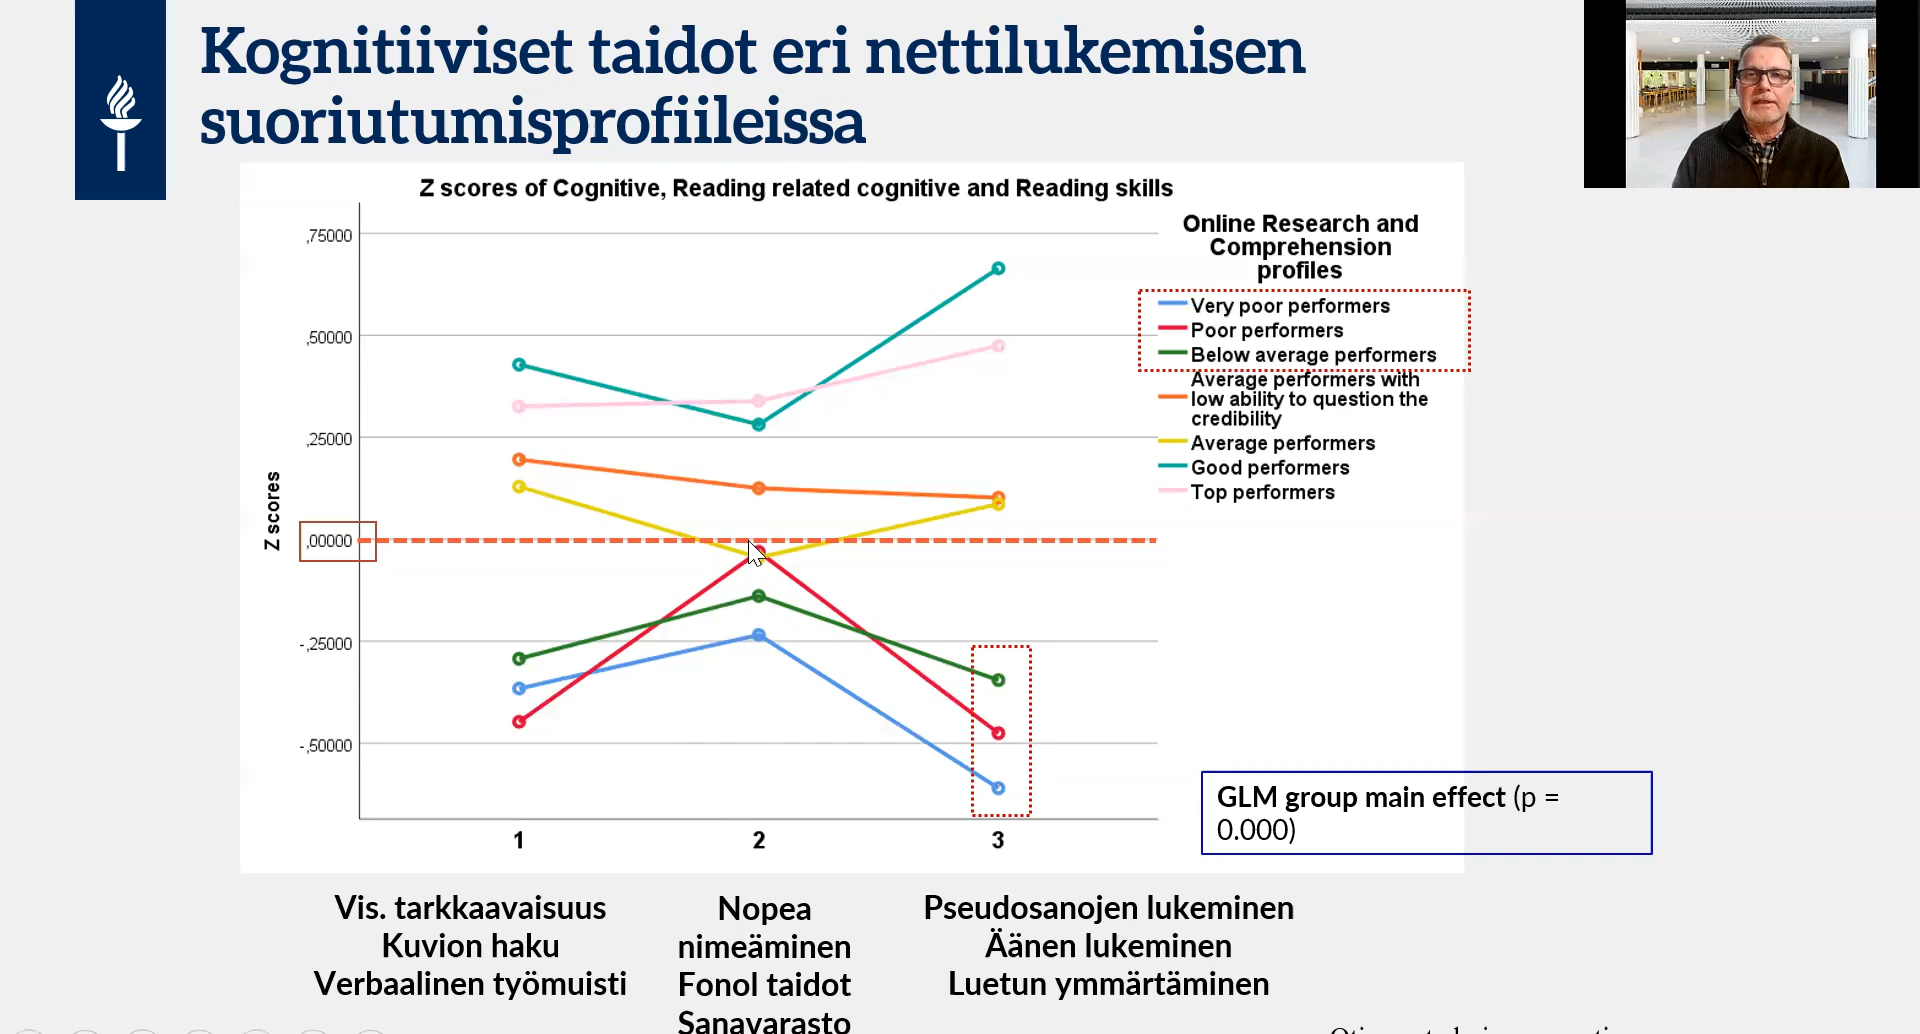 Kognitiiviset taidot eri nettilukemisen
suoriutumisprofiileissa
Z scores of Cognitive, Reading related cognitive and Reading skills
Online Research and
Comprehension
profiles
Very poor performers
Poor performers
Below average performers
Average performers with
low ability to question the
credibility
Average performers
Good performers
Top performers
Z scores
,75000
,50000
,25000
,00000
-,25000
-,50000
1
2
3
GLM group main effect (p =
0.000)
Vis. tarkkaavaisuus
Kuvion haku
Verbaalinen työmuisti
Nopea
nimeäminen
Fonol taidot
Sanavarasto
Pseudosanojen lukeminen
Äänen lukeminen
Luetun ymmärtäminen